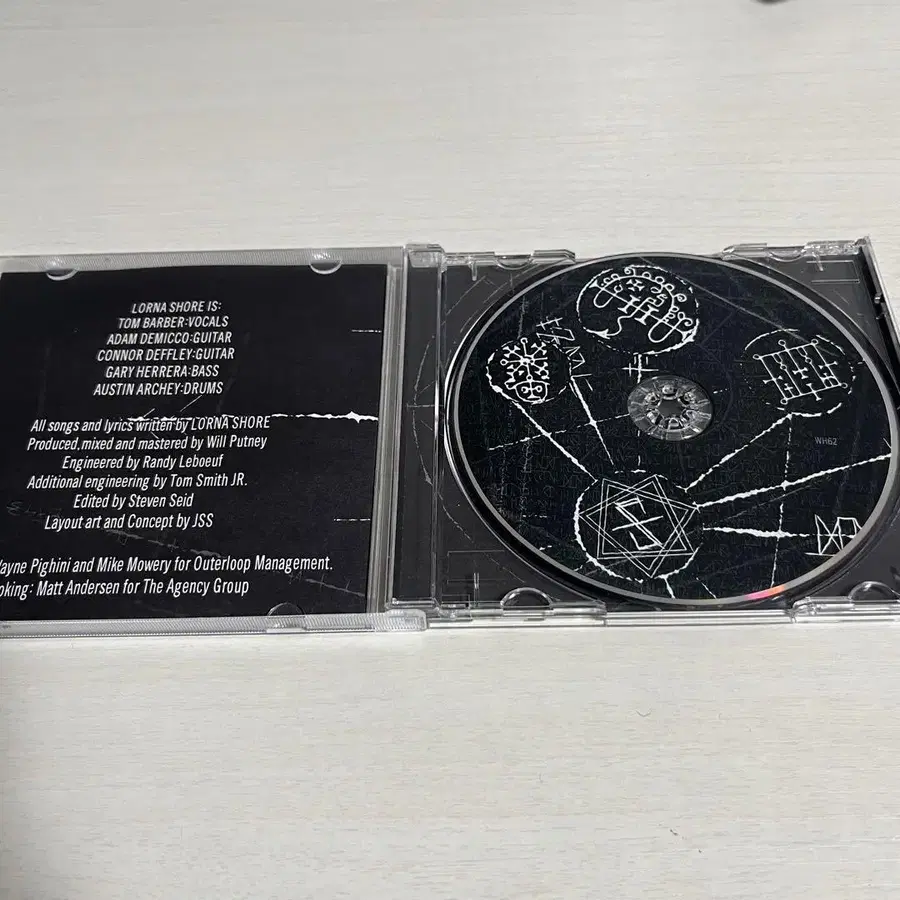 LORNA SHORE IS:
TOM BARBER:VOCALS
ADAM DEMICCO:GUITAR
CONNOR DEFFLEY:GUITAR
GARY HERRERA:BASS
AUSTIN ARCHEY:DRUMS
All songs and lyrics written by LORNA SHORE
Produced,mixed and mastered by Will Putney
Engineered by Randy Leboeuf
Additional engineering by Tom Smith JR.
Edited by Steven Seid
Layout art and Concept by JSS
Pighini and Mike Mowery for Outerloop Management.
Matt Andersen for The Agency Group
WH62